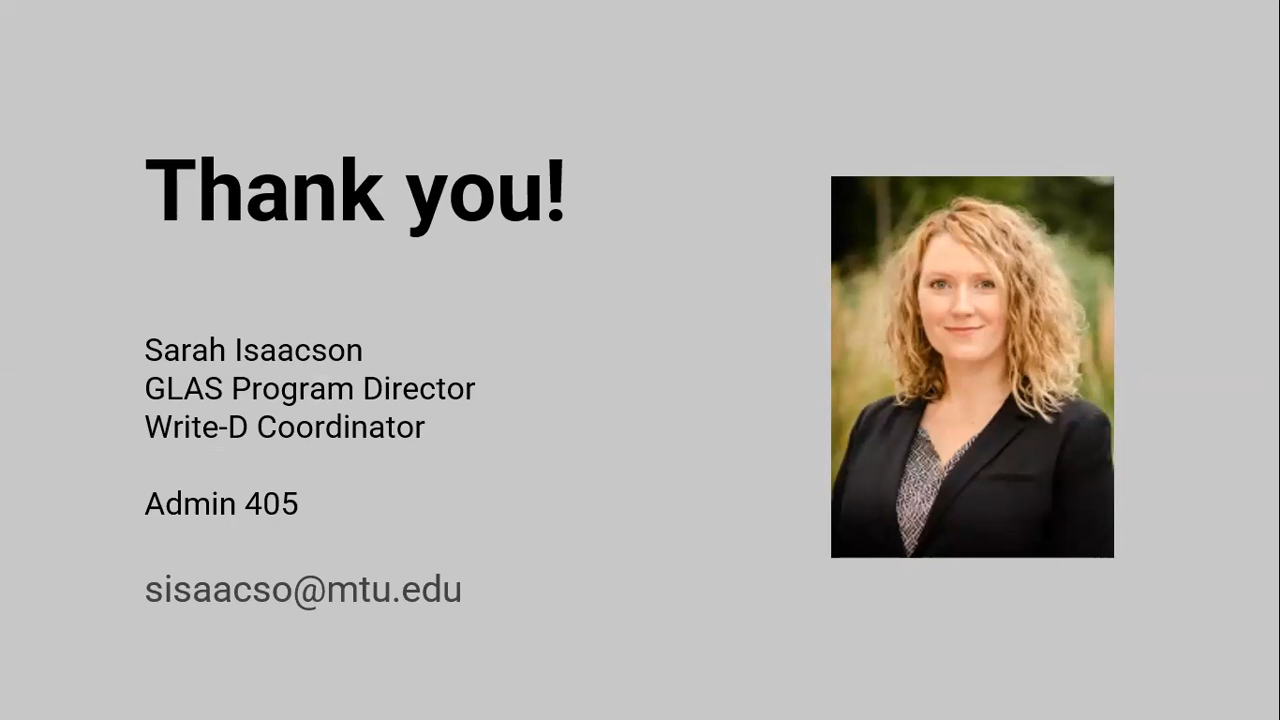 Thank you!
Sarah Isaacson
GLAS Program Director
Write-D Coordinator
Admin 405
sisaacso@mtu.edu